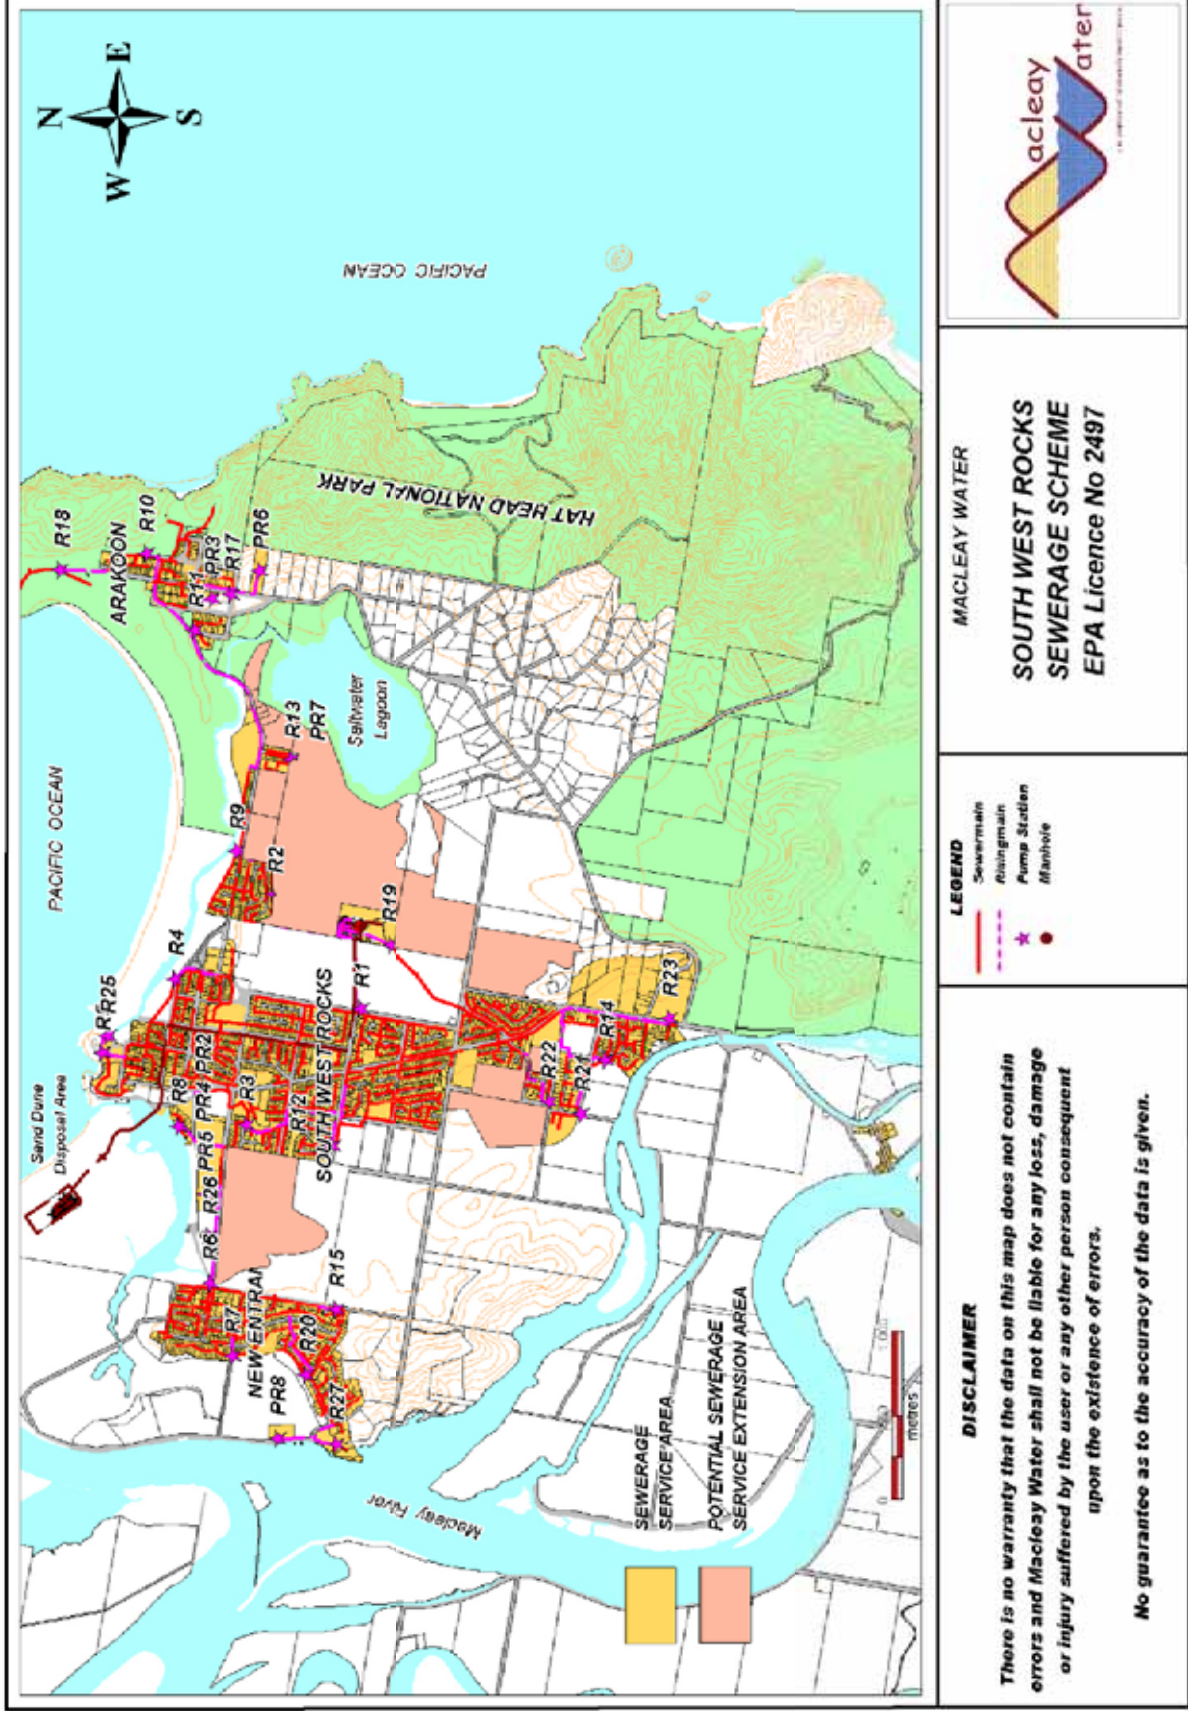 N
W
E
S
PACIFIC OCEAN
PACIFIC OCEAN
Sand Dune
Disposal Area
R18
ARAKOON
R10
PR3
R11
R17
PR6
HAT HEAD NATIONAL PARK
R13
PR7
Saltwater
Lagoon
R9
R2
R19
R4
R25
R1
R8
PR2
PR4
R3
PR5
R12
SOUTH WEST ROCKS
R26
R6
R23
R14
R22
R21
R15
R7
NEW ENTRAN
R20
PR8
R27
Macleay River
SEWERAGE
SERVICE AREA
POTENTIAL SEWERAGE
SERVICE EXTENSION AREA
0
metres
DISCLAIMER
There is no warranty that the data on this map does not contain
errors and Macleay Water shall not be liable for any loss, damage
or injury suffered by the user or any other person consequent
upon the existence of errors.
No guarantee as to the accuracy of the data is given.
LEGEND
Sewermain
Risingmain
Pump Station
Manhole
MACLEAY WATER
SOUTH WEST ROCKS
SEWERAGE SCHEME
EPA Licence No 2497
acleay
ater